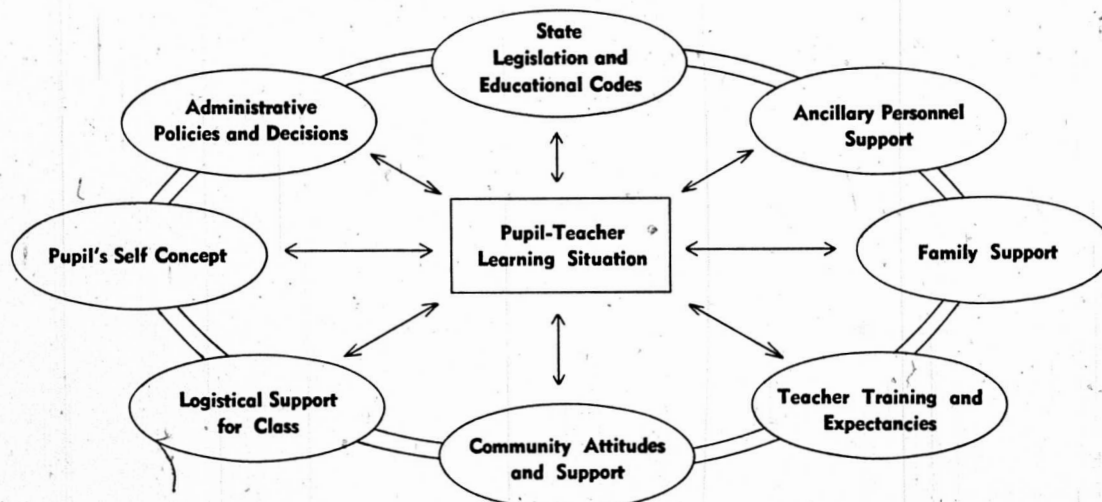 State
Legislation and
Educational Codes
Administrative
Policies and Decisions
Ancillary Personnel
Support
Pupil's Self Concept
Pupil-Teacher
Learning Situation
Family Support
Logistical Support
for Class
Teacher Training and
Expectancies
Community Attitudes
and Support